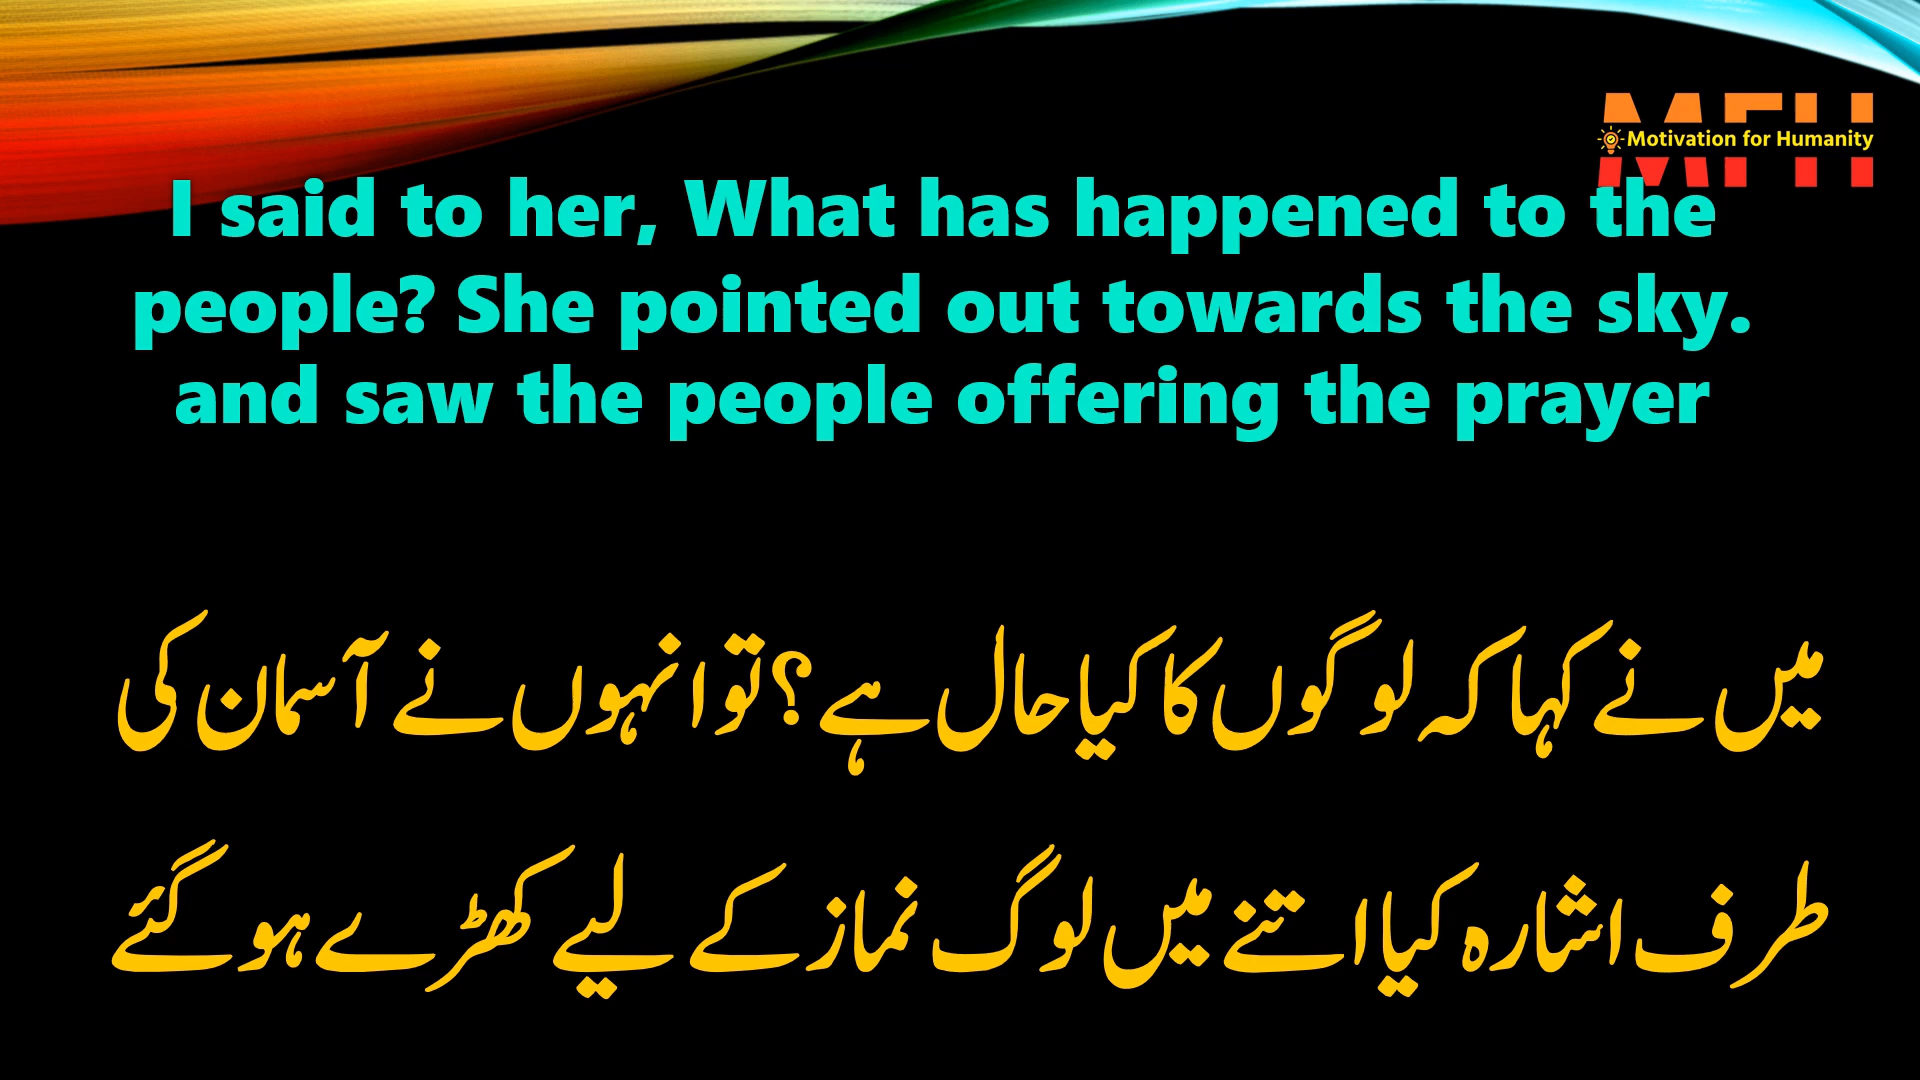 MFH
Motivation for Humanity
I said to her, What has happened to the
people? She pointed out towards the sky.
and saw the people offering the prayer
میں نے کہا کہ لوگوں کا کیا حال ہے؟ تو انہوں نے آسمان کی
طرف اشارہ کیا اتنے میں لوگ نماز کے لیے کھڑے ہو گئے